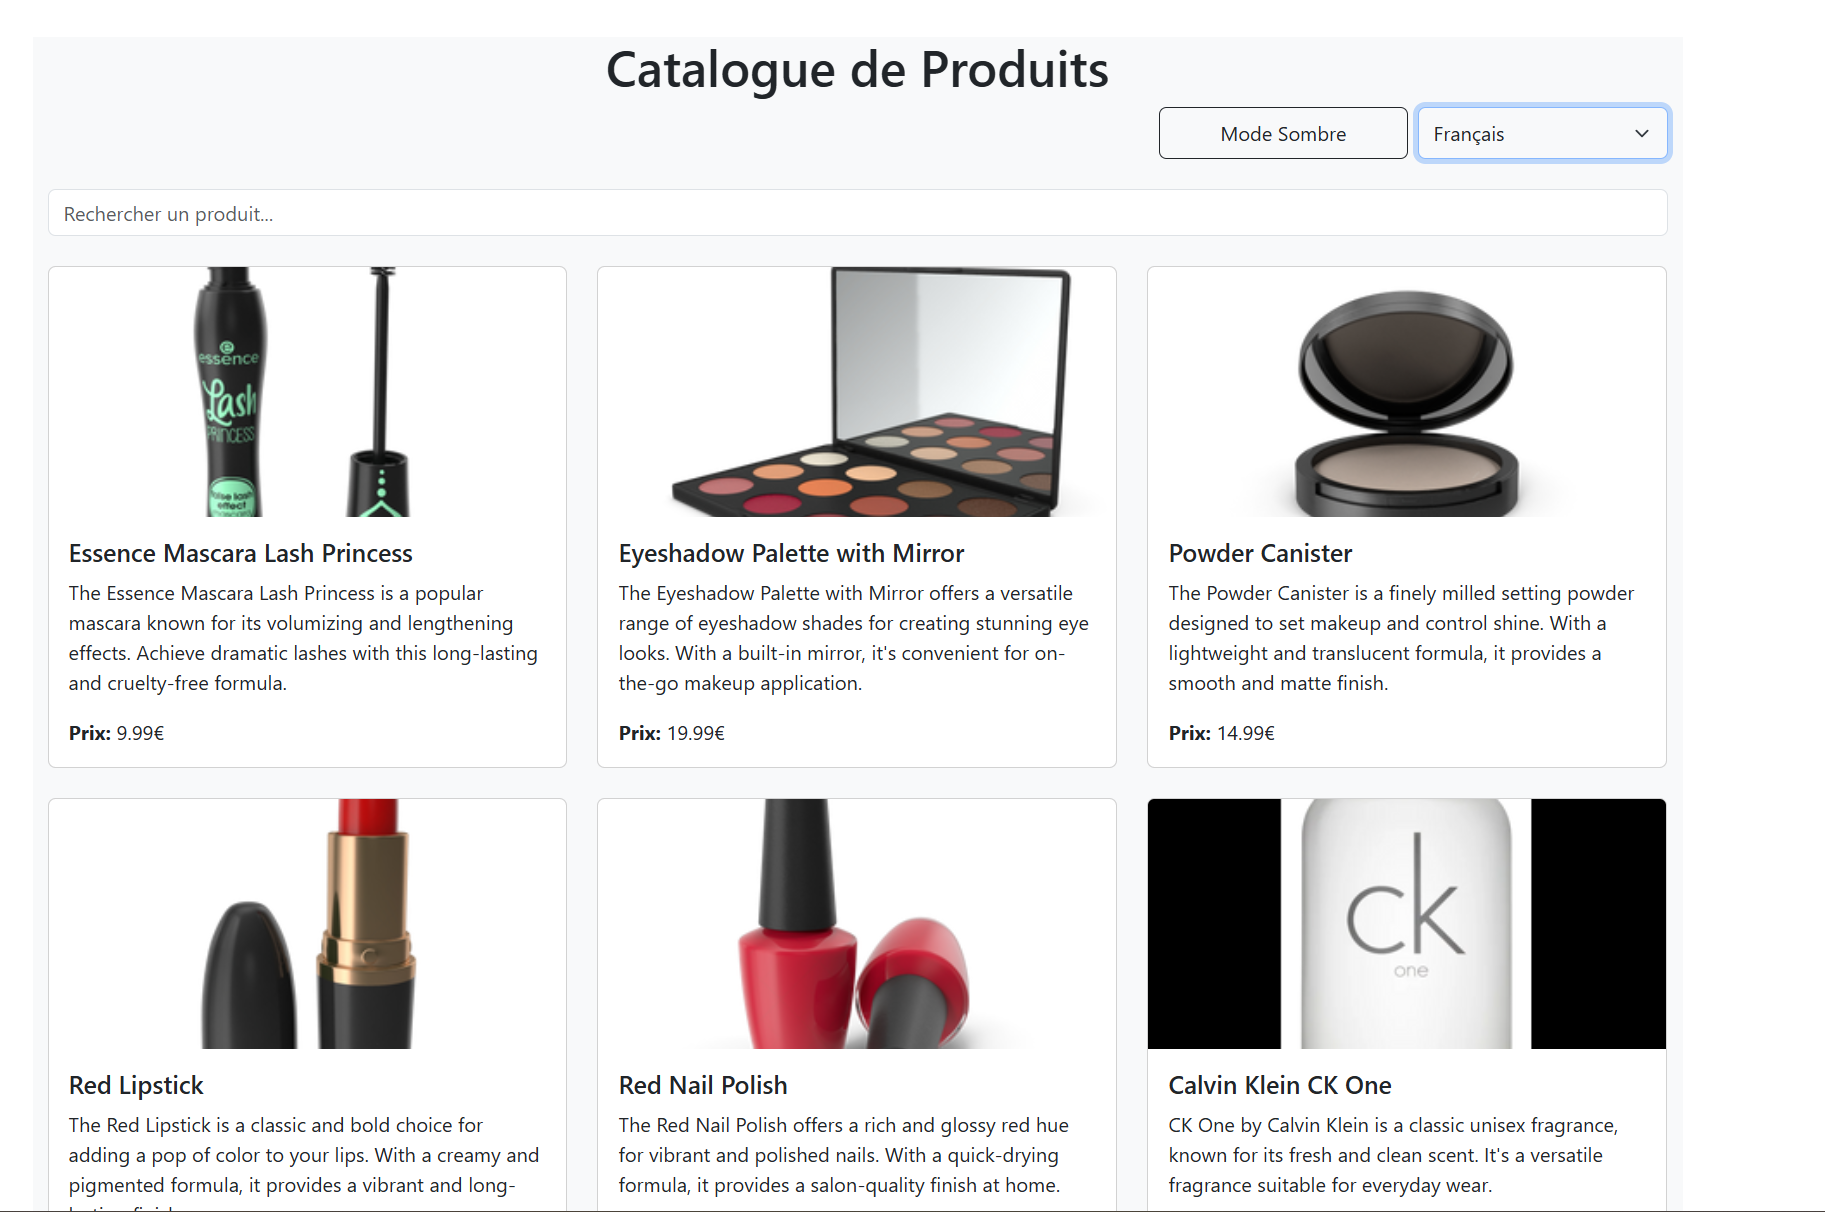 Catalogue de Produits
Mode Sombre
Français
Rechercher un produit...
essence
Lash
PRINCESS
false lash
effect
Essence Mascara Lash Princess
The Essence Mascara Lash Princess is a popular
mascara known for its volumizing and lengthening
effects. Achieve dramatic lashes with this long-lasting
and cruelty-free formula.
Prix: 9.99€
Eyeshadow Palette with Mirror
The Eyeshadow Palette with Mirror offers a versatile
range of eyeshadow shades for creating stunning eye
looks. With a built-in mirror, it's convenient for on-
the-go makeup application.
Prix: 19.99€
Powder Canister
The Powder Canister is a finely milled setting powder
designed to set makeup and control shine. With a
lightweight and translucent formula, it provides a
smooth and matte finish.
Prix: 14.99€
Red Lipstick
The Red Lipstick is a classic and bold choice for
adding a pop of color to your lips. With a creamy and
pigmented formula, it provides a vibrant and long-
Red Nail Polish
The Red Nail Polish offers a rich and glossy red hue
for vibrant and polished nails. With a quick-drying
formula, it provides a salon-quality finish at home.
ck
one
Calvin Klein CK One
CK One by Calvin Klein is a classic unisex fragrance,
known for its fresh and clean scent. It's a versatile
fragrance suitable for everyday wear.